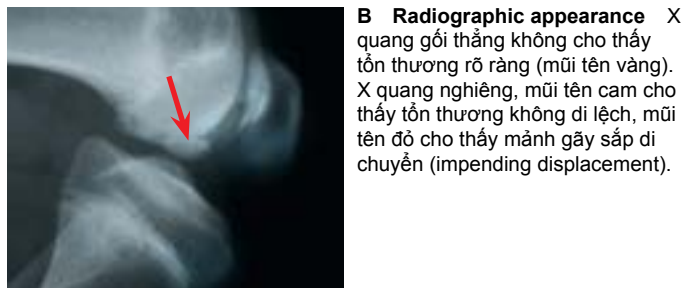 B Radiographic appearance X
quang gối thẳng không cho thấy
tổn thương rõ ràng (mũi tên vàng).
X quang nghiêng, mũi tên cam cho
thấy tổn thương không di lệch, mũi
tên đỏ cho thấy mảnh gãy sắp di
chuyển (impending displacement).